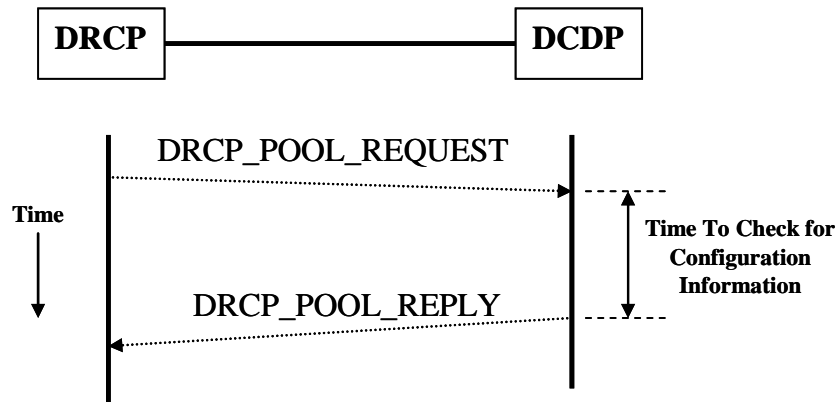 DRCP
DCDP
DRCP_POOL_REQUEST
Time
Time To Check for
Configuration
Information
DRCP_POOL_REPLY